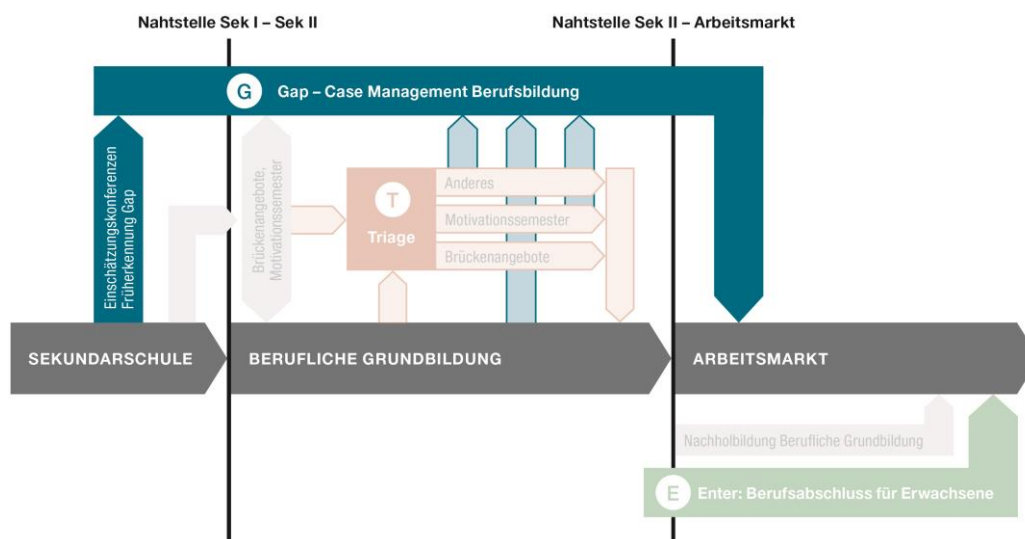 Nahtstelle Sek I – Sek II
Nahtstelle Sek II – Arbeitsmarkt
G
Gap – Case Management Berufsbildung
Einschätzungskonferenzen
Früherkennung Gap
Brückenangebote,
Motivationssemester
T
Triage
Anderes
Motivationssemester
Brückenangebote
SEKUNDARSCHULE
BERUFLICHE GRUNDBILDUNG
ARBEITSMARKT
Nachholbildung Berufliche Grundbildung
E
Enter: Berufsabschluss für Erwachsene